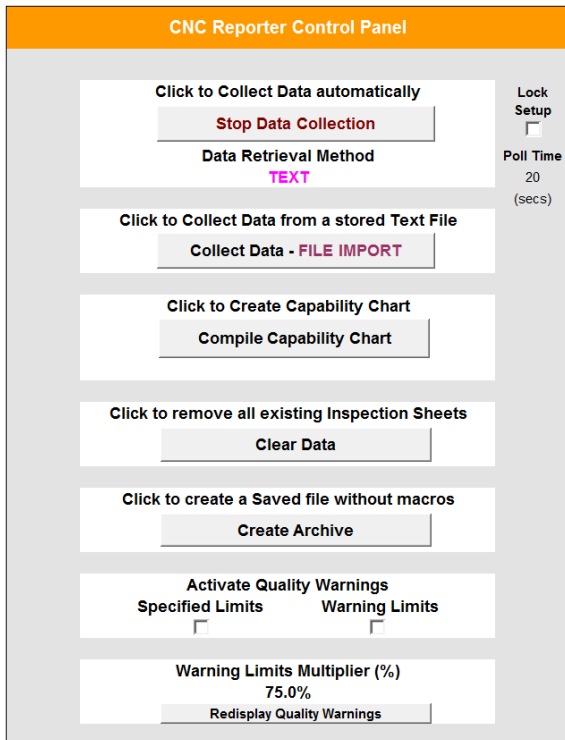 CNC Reporter Control Panel
Click to Collect Data automatically
Stop Data Collection
Data Retrieval Method
TEXT
Lock
Setup
Poll Time
20
(secs)
Click to Collect Data from a stored Text File
Collect Data - FILE IMPORT
Click to Create Capability Chart
Compile Capability Chart
Click to remove all existing Inspection Sheets
Clear Data
Click to create a Saved file without macros
Create Archive
Activate Quality Warnings
Specified Limits Warning Limits
Warning Limits Multiplier (%)
75.0%
Redisplay Quality Warnings